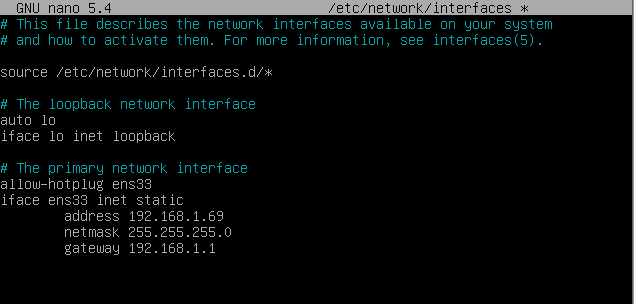 GNU nano 5.4 /etc/network/interfaces *
# This file describes the network interfaces available on your system
# and how to activate them. For more information, see interfaces(5).
source /etc/network/interfaces.d/*
# The loopback network interface
auto lo
iface lo inet loopback
# The primary network interface
allow-hotplug ens33
iface ens33 inet static
address 192.168.1.69
netmask 255.255.255.0
gateway 192.168.1.1